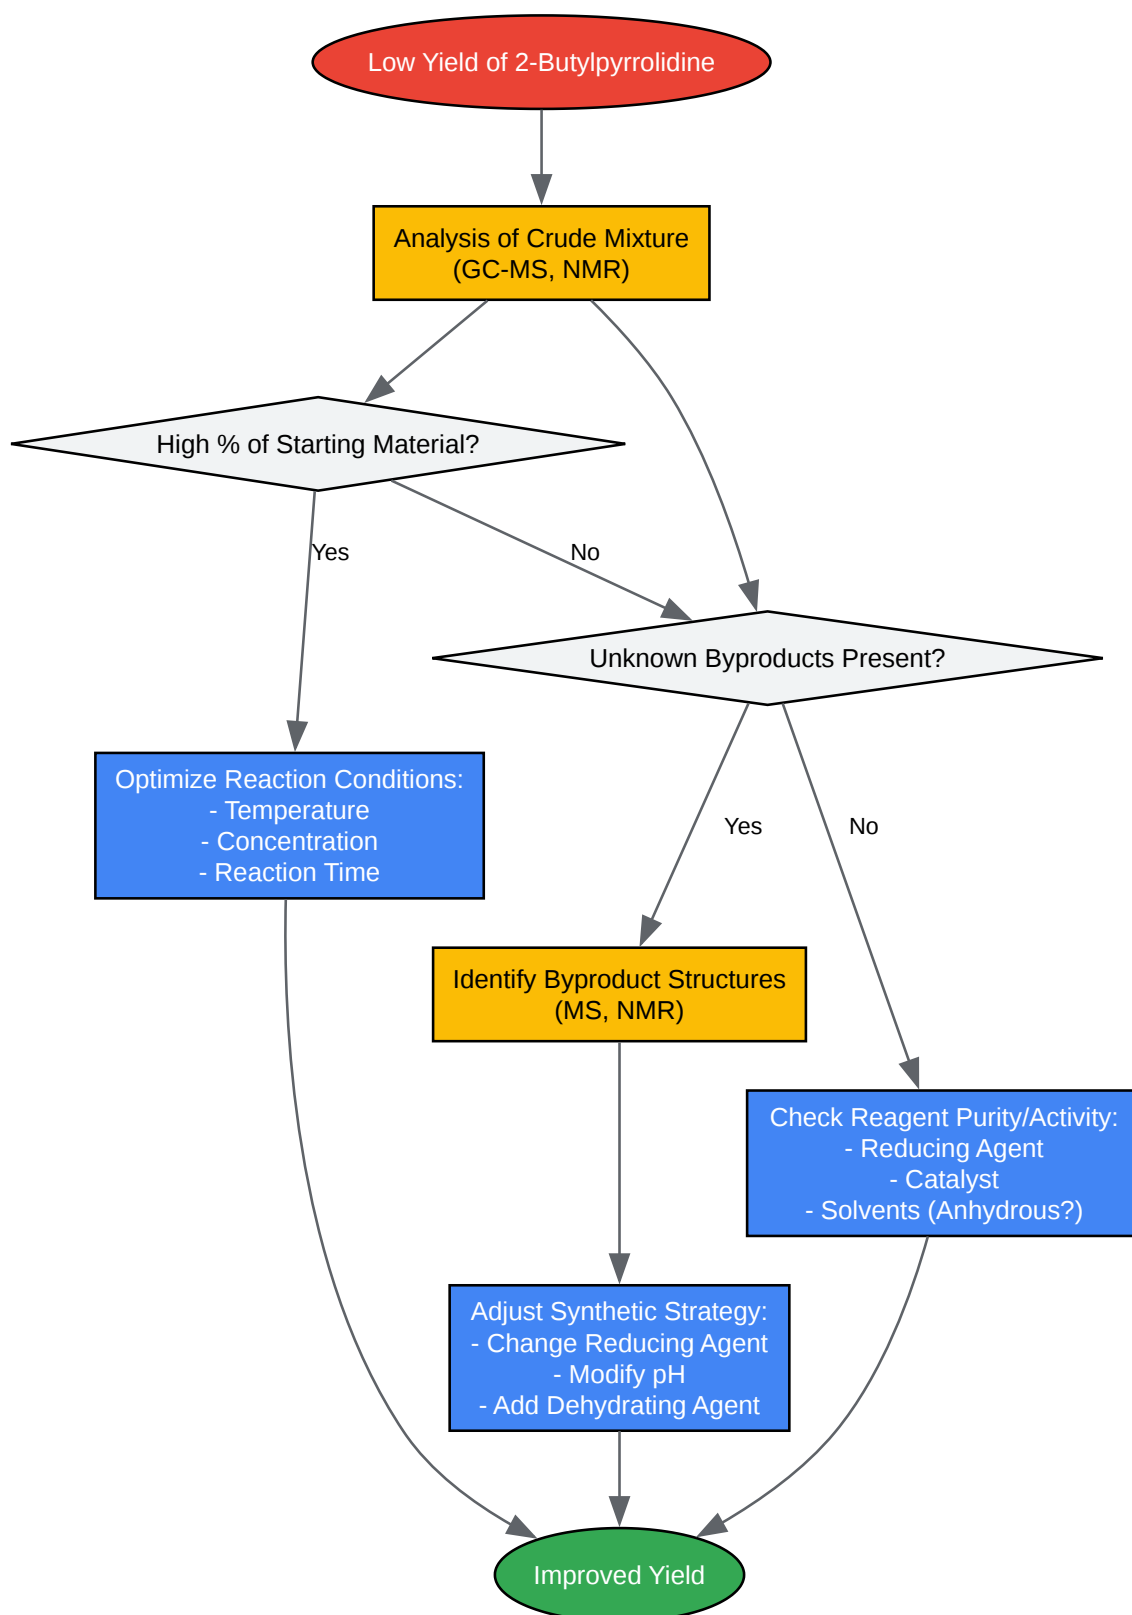 Low Yield of 2-Butylpyrrolidine
Analysis of Crude Mixture
(GC-MS, NMR)
High % of Starting Material?
Yes
No
Unknown Byproducts Present?
Optimize Reaction Conditions:
- Temperature
- Concentration
- Reaction Time
Yes
No
Identify Byproduct Structures
(MS, NMR)
Check Reagent Purity/Activity:
- Reducing Agent
- Catalyst
- Solvents (Anhydrous?)
Adjust Synthetic Strategy:
- Change Reducing Agent
- Modify pH
- Add Dehydrating Agent
Improved Yield